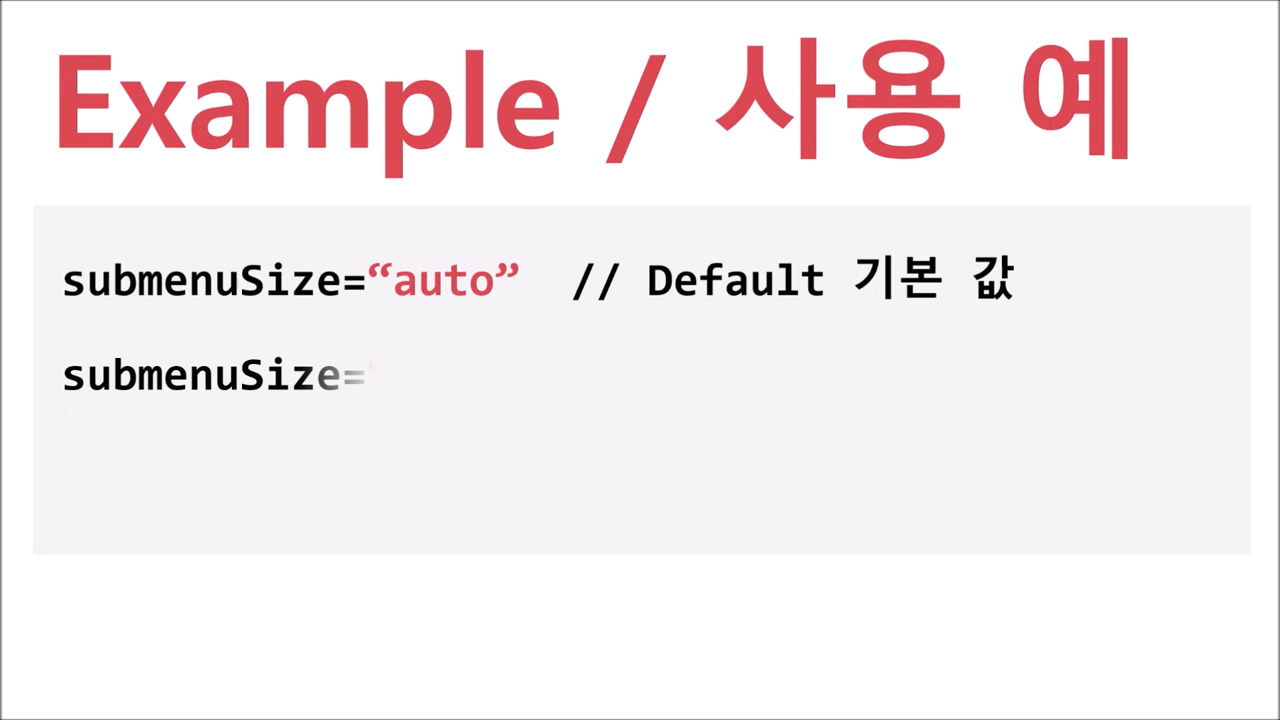 Example / 사용 예
submenuSize=“auto” // Default 기본 값
submenuSize=